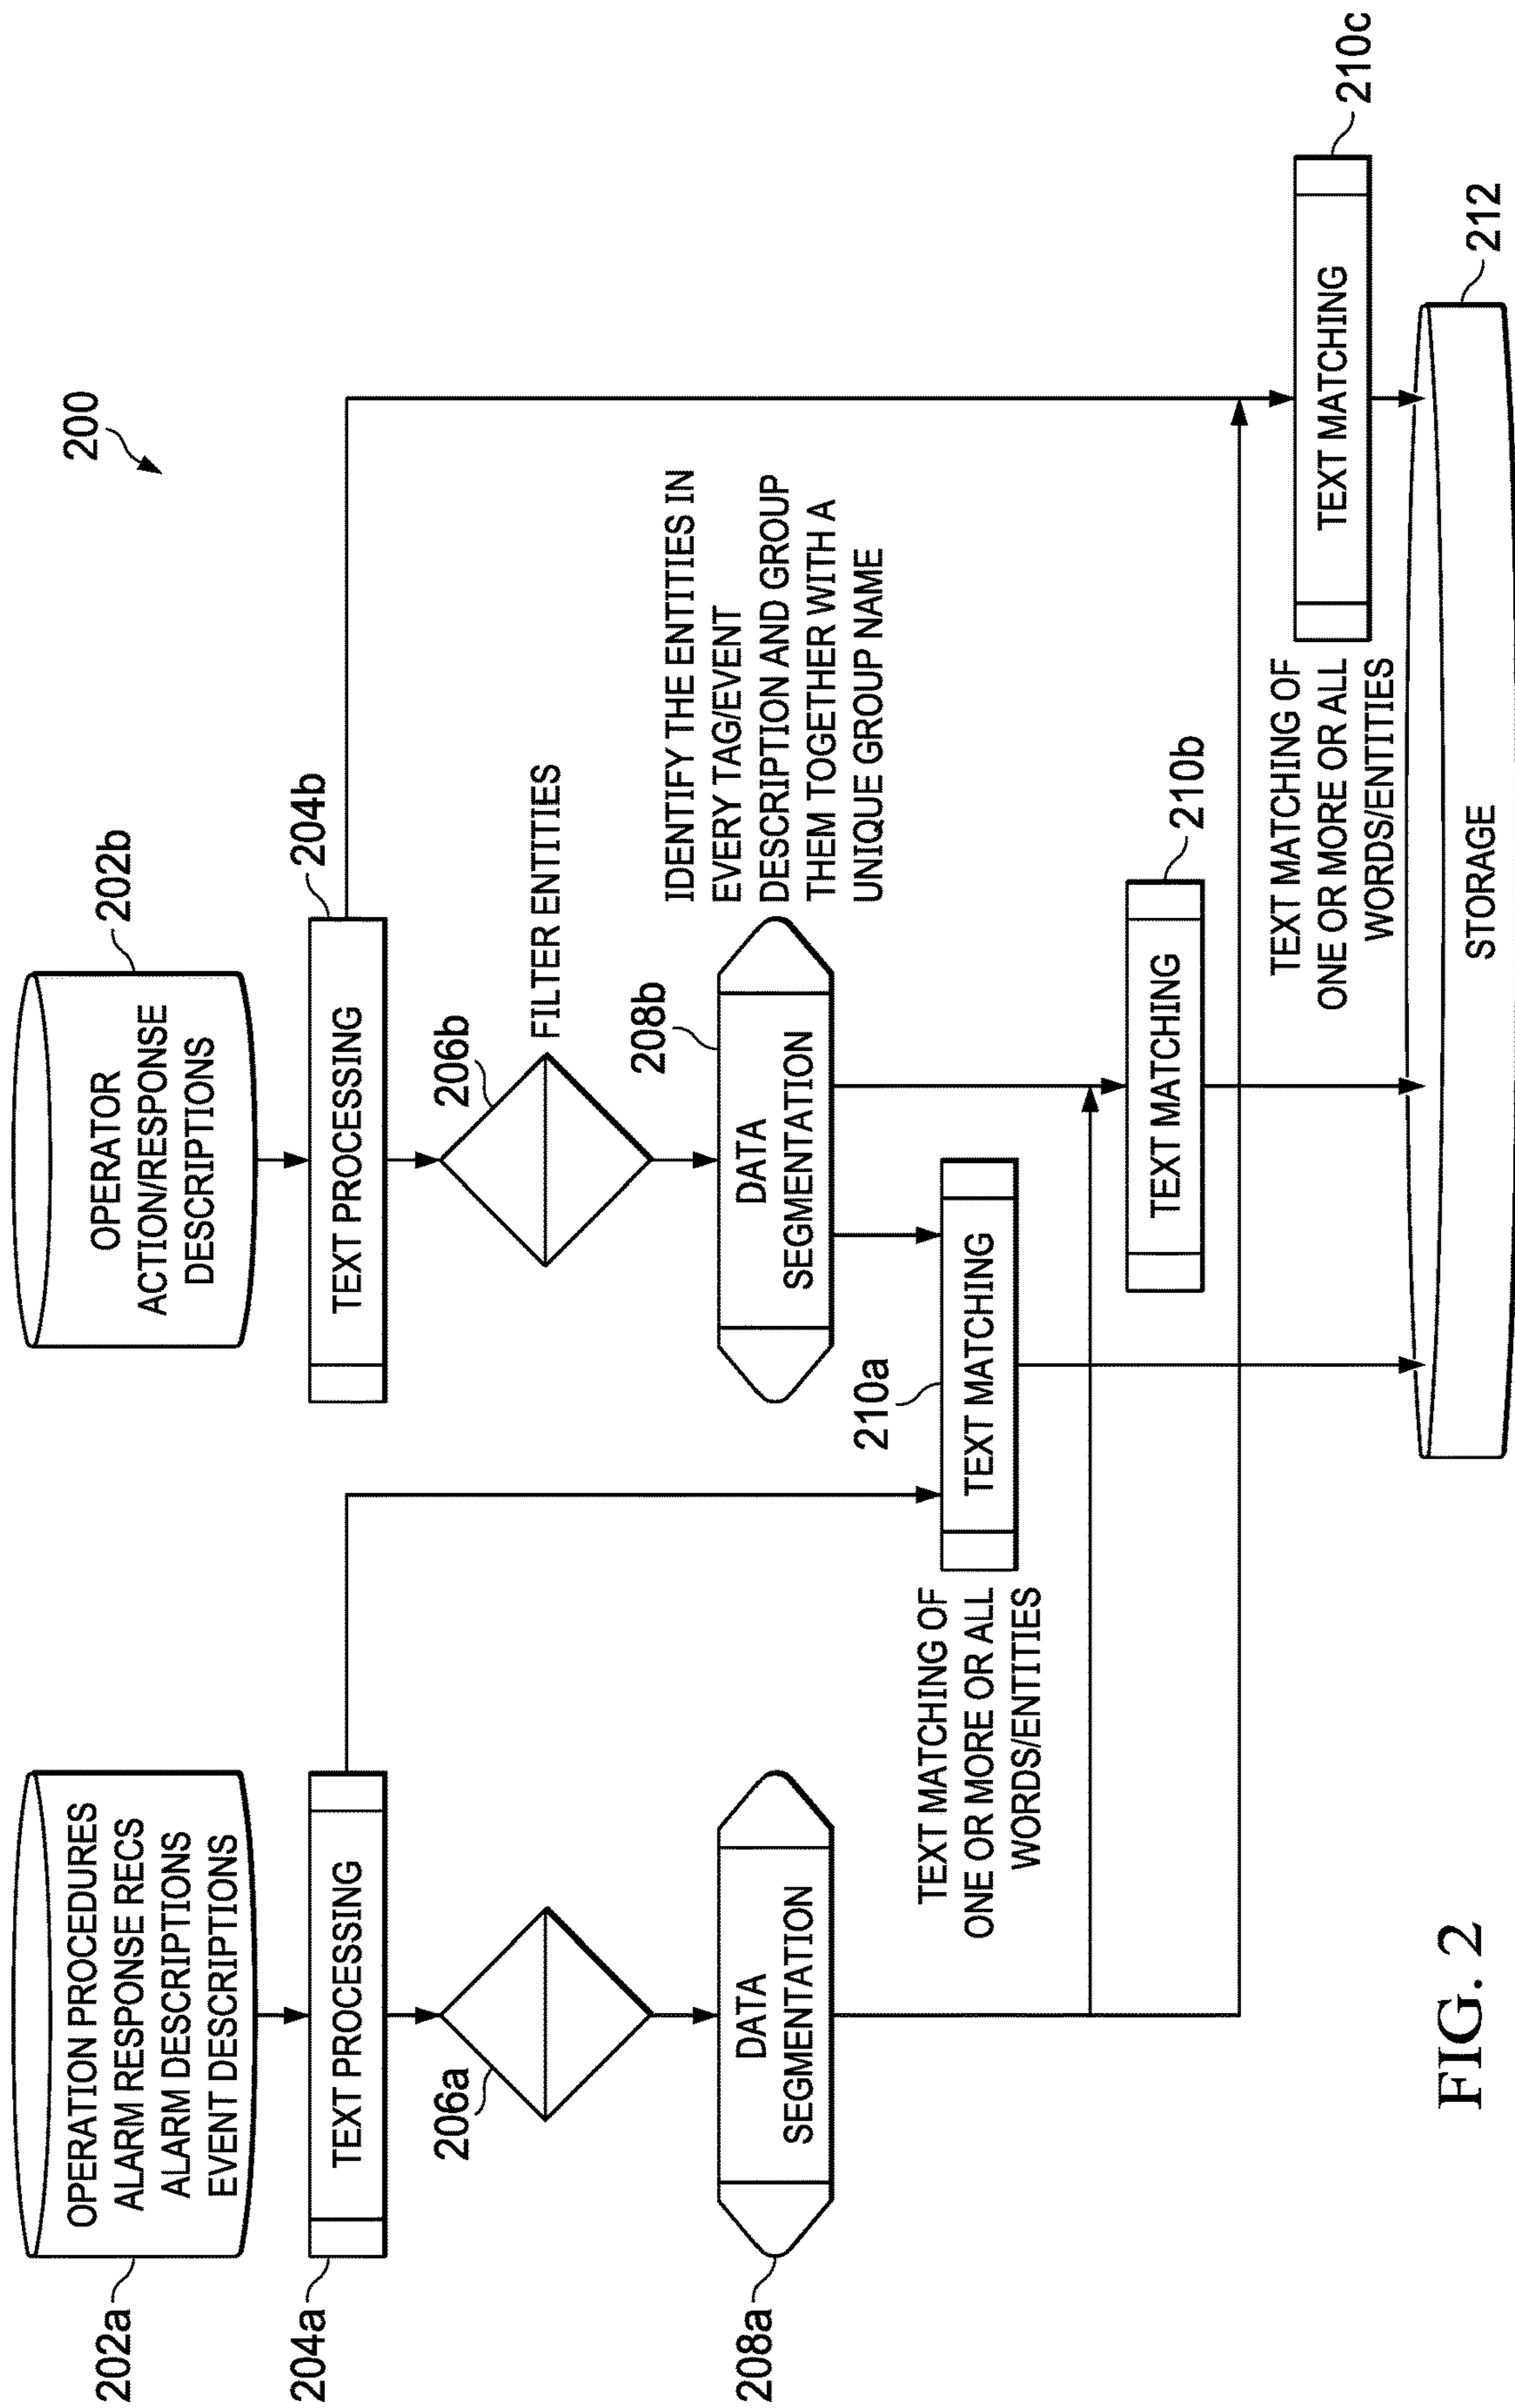 200
202a
OPERATION PROCEDURES
ALARM RESPONSE RECS
ALARM DESCRIPTIONS
EVENT DESCRIPTIONS
OPERATOR
ACTION/RESPONSE
DESCRIPTIONS
202b
204a
TEXT PROCESSING
TEXT PROCESSING
204b
206a
206b
FILTER ENTITIES
208a
DATA
SEGMENTATION
208b
DATA
SEGMENTATION
IDENTIFY THE ENTITIES IN
EVERY TAG/EVENT
DESCRIPTION AND GROUP
THEM TOGETHER WITH A
UNIQUE GROUP NAME
210a
TEXT MATCHING
TEXT MATCHING OF
ONE OR MORE OR ALL
WORDS/ENTITIES
TEXT MATCHING
210b
TEXT MATCHING OF
ONE OR MORE OR ALL
WORDS/ENTITIES
TEXT MATCHING
210c
STORAGE
212
FIG. 2